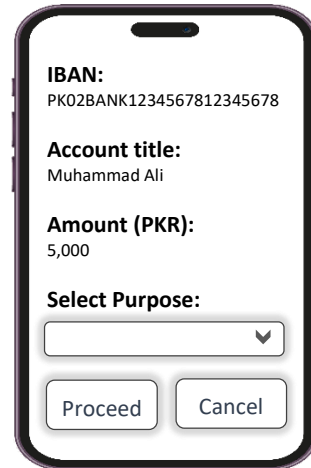 IBAN:
PK02BANK1234567812345678
Account title:
Muhammad Ali
Amount (PKR):
5,000
Select Purpose:
Proceed Cancel